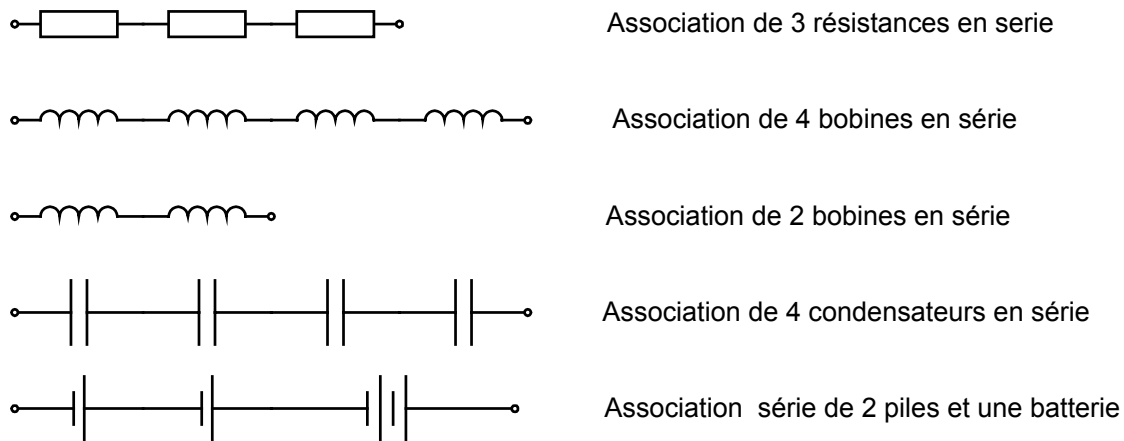 Association de 3 résistances en serie
Association de 4 bobines en série
Association de 2 bobines en série
Association de 4 condensateurs en série
Association série de 2 piles et une batterie